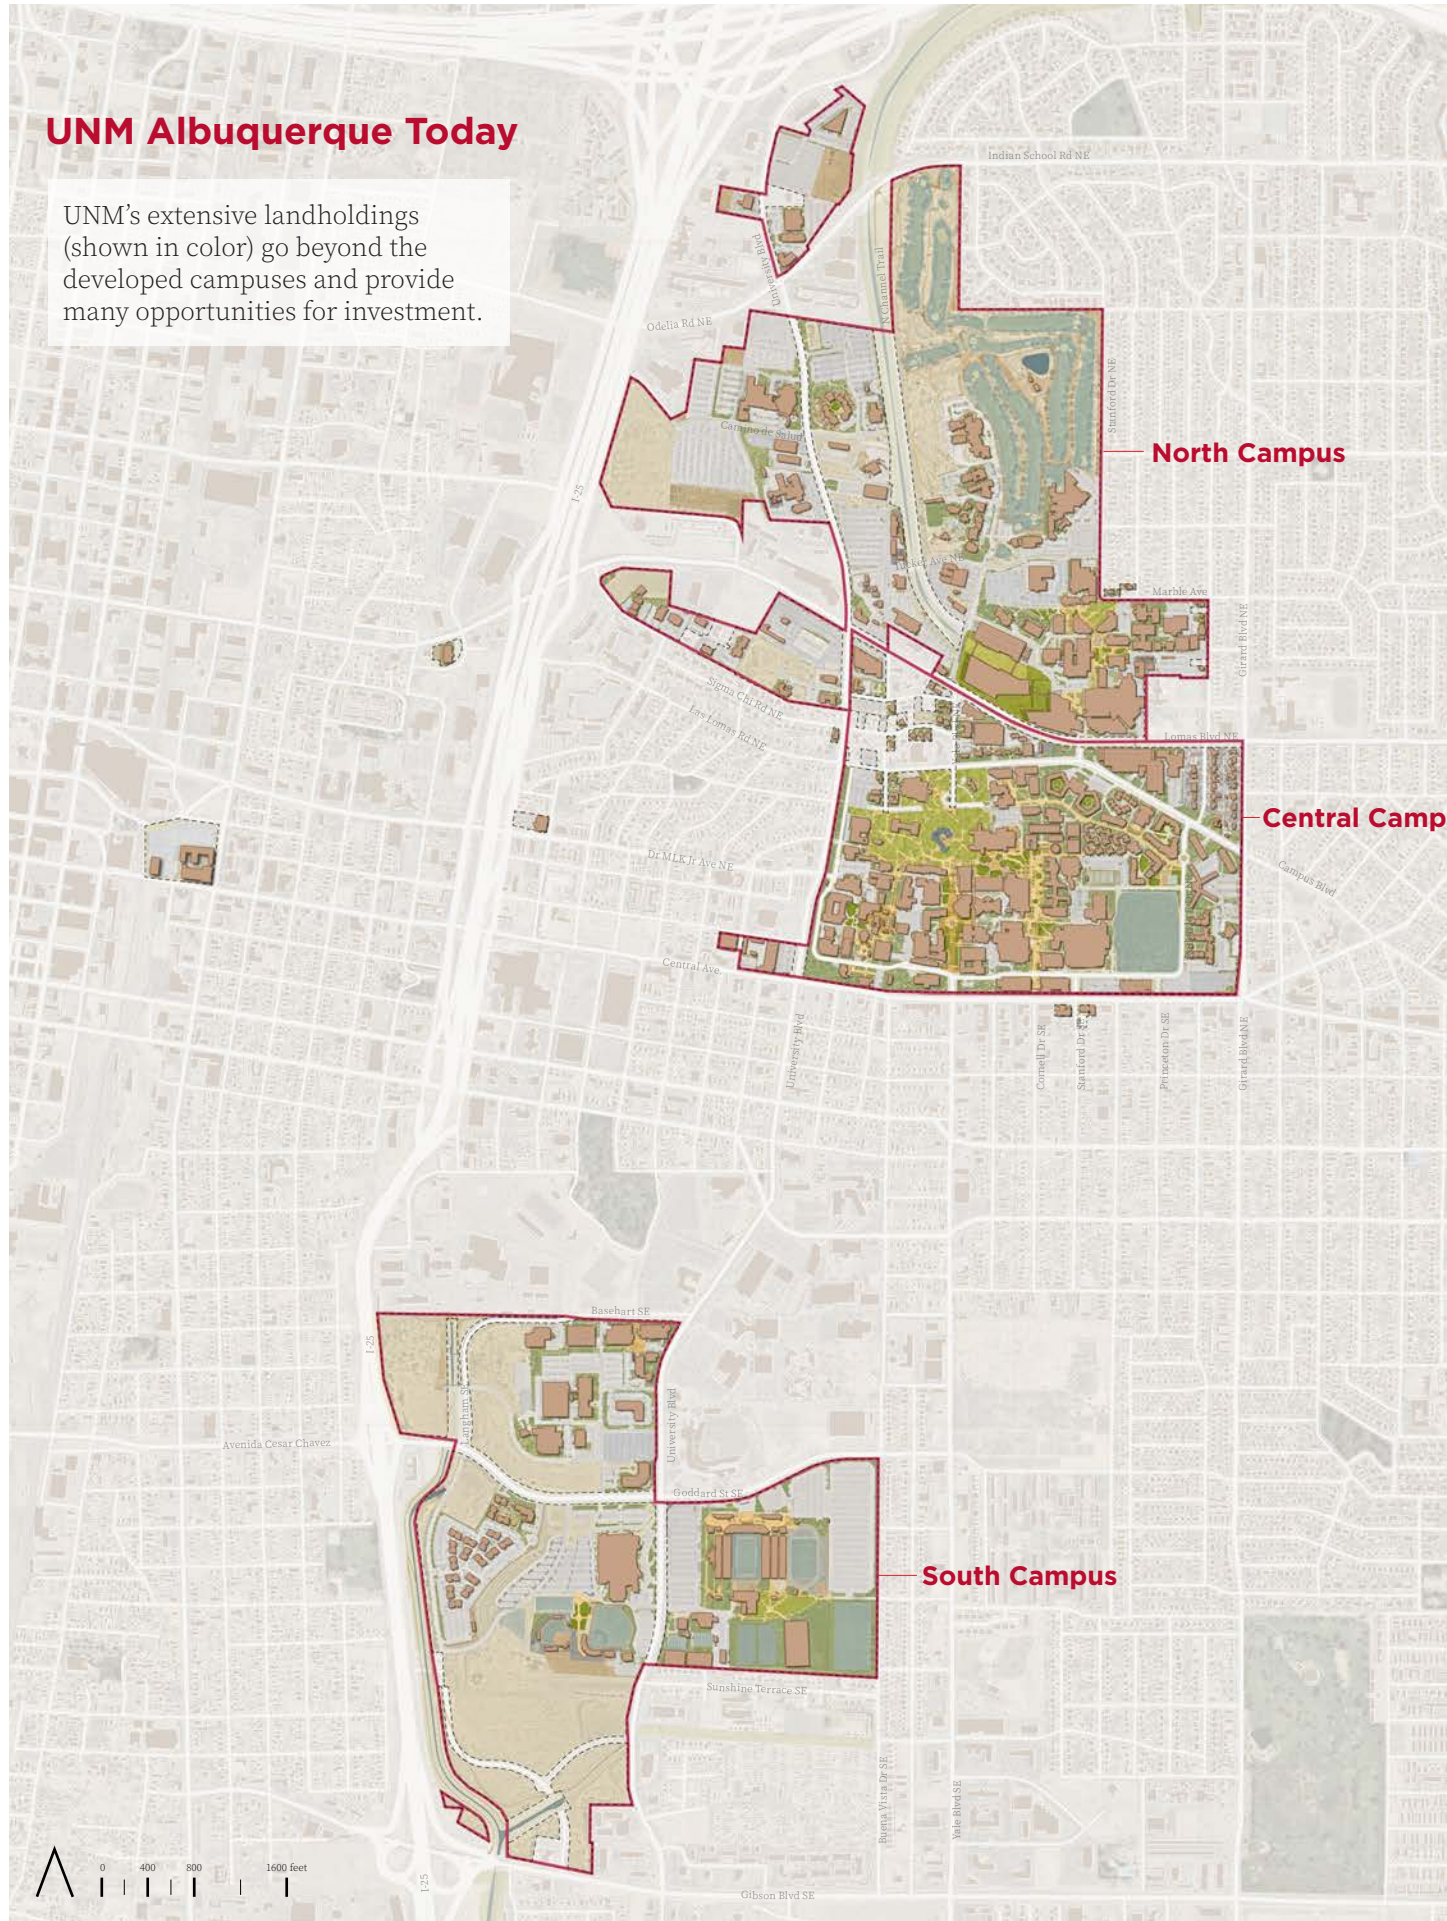 UNM Albuquerque Today
UNM’s extensive landholdings
(shown in color) go beyond the
developed campuses and provide
many opportunities for investment.
Indian School Rd NE
University Blvd
N Channel Trail
Odelia Rd NE
Stanford Dr NE
Camino de Salud
North Campus
I-25
Tucker Ave NE
Marble Ave
Girard Blvd NE
Sigma Chi Rd NE
Las Lomas Rd NE
Lomas Blvd NE
Central Camp
Dr MLK Jr Ave NE
Campus Blvd
Central Ave.
University Blvd
Cornell Dr SE
Stanford Dr
Princeton Dr SE
Girard Blvd NE
Basehart SE
I-25
Langham St
University Blvd
Avenida Cesar Chavez
Goddard St SE
South Campus
Sunshine Terrace SE
Buena Vista Dr SE
Yale Blvd SE
0 400 800 1600 feet
I-25
Gibson Blvd SE